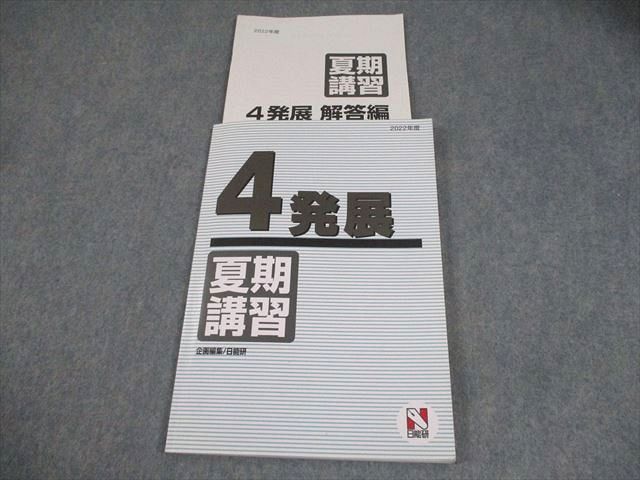 2022年度
夏期
講習
4発展 解答編
2022年度
4発展
夏期
講習
企画編集/日能研
N
日能研